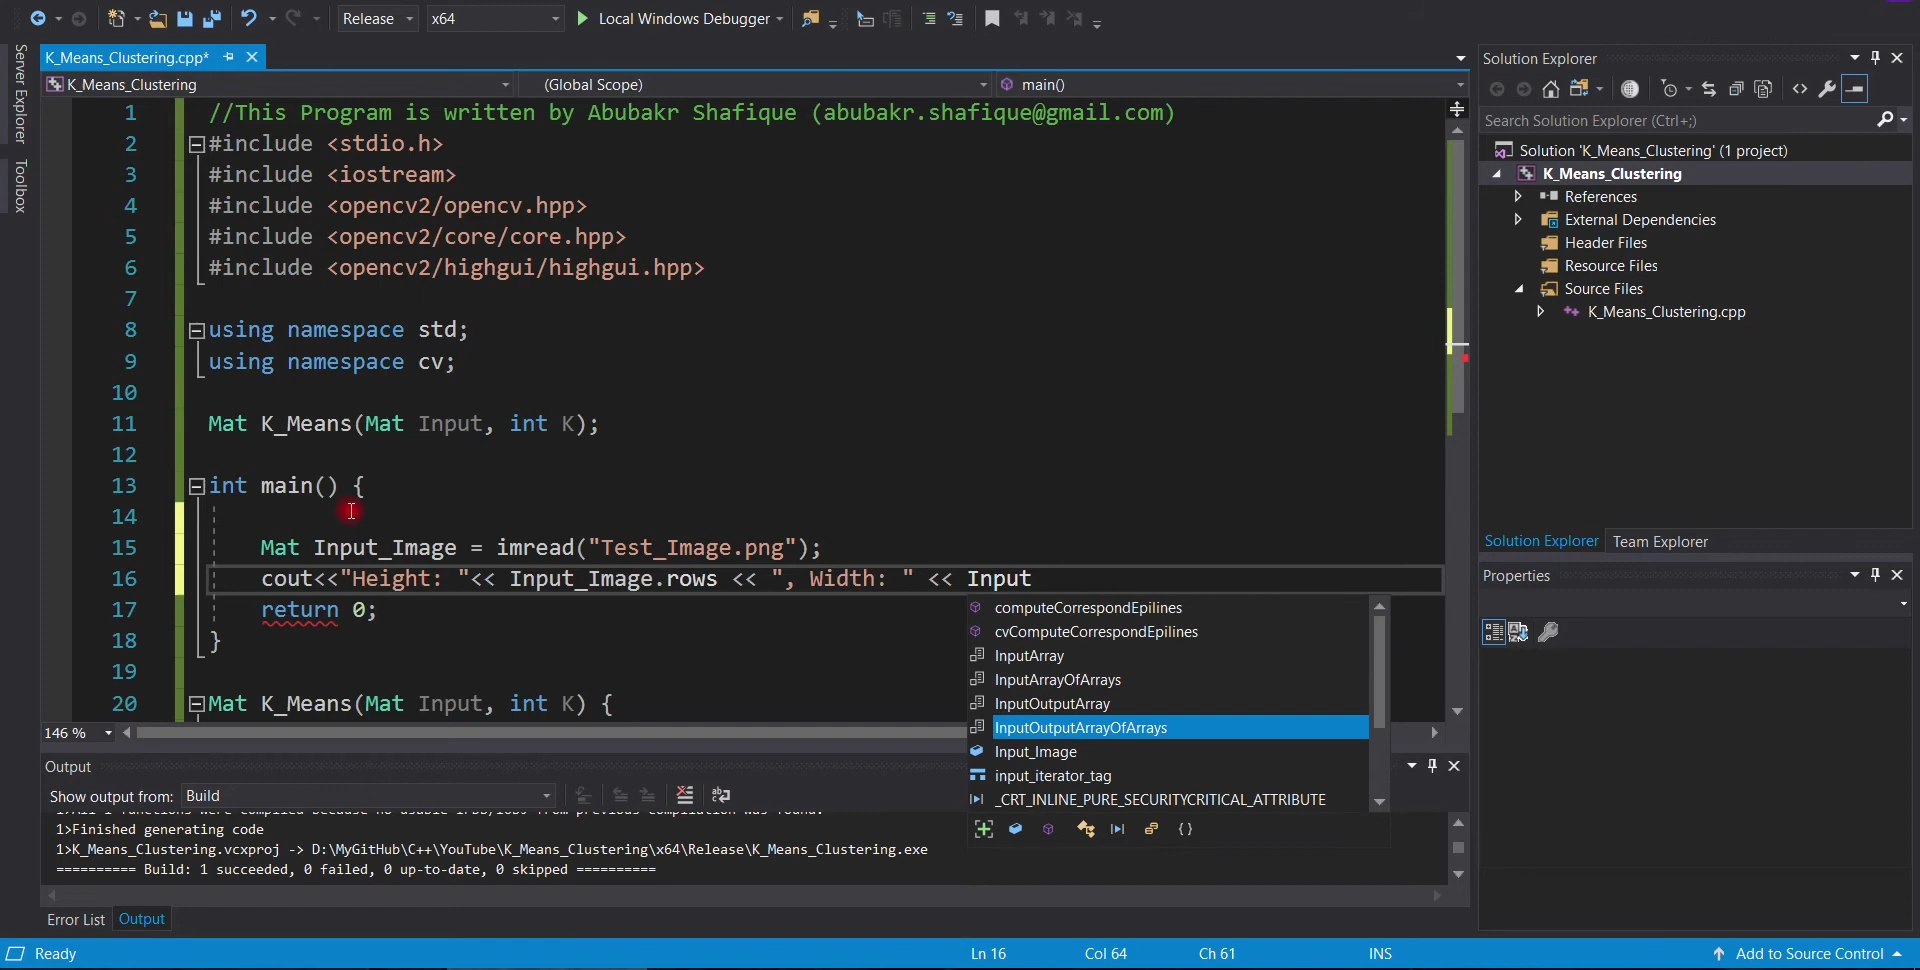 Release
x64
Local Windows Debugger
Server Explorer
Toolbox
K_Means_Clustering.cpp*
K_Means_Clustering
(Global Scope)
main()
1 //This Program is written by Abubakr Shafique (abubakr.shafique@gmail.com)
2 #include <stdio.h>
3 #include <iostream>
4 #include <opencv2/opencv.hpp>
5 #include <opencv2/core/core.hpp>
6 #include <opencv2/highgui/highgui.hpp>
7
8 using namespace std;
9 using namespace cv;
10
11 Mat K_Means(Mat Input, int K);
12
13 int main() {
14
15 Mat Input_Image = imread("Test_Image.png");
16 cout<<"Height: "<< Input_Image.rows << ", Width: " << Input
17 return 0;
18 }
19
20 Mat K_Means(Mat Input, int K) {
computeCorrespondEpilines
cvComputeCorrespondEpilines
InputArray
InputArrayOfArrays
InputOutputArray
InputOutputArrayOfArrays
Input_Image
input_iterator_tag
_CRT_INLINE_PURE_SECURITYCRITICAL_ATTRIBUTE
146 %
Output
Show output from: Build
1>Finished generating code
1>K_Means_Clustering.vcxproj -> D:\MyGitHub\C++\YouTube\K_Means_Clustering\x64\Release\K_Means_Clustering.exe
========== Build: 1 succeeded, 0 failed, 0 up-to-date, 0 skipped ==========
Error List
Output
Solution Explorer
Search Solution Explorer (Ctrl+;)
Solution 'K_Means_Clustering' (1 project)
K_Means_Clustering
References
External Dependencies
Header Files
Resource Files
Source Files
K_Means_Clustering.cpp
Solution Explorer
Team Explorer
Properties
Ready
Ln 16
Col 64
Ch 61
INS
Add to Source Control